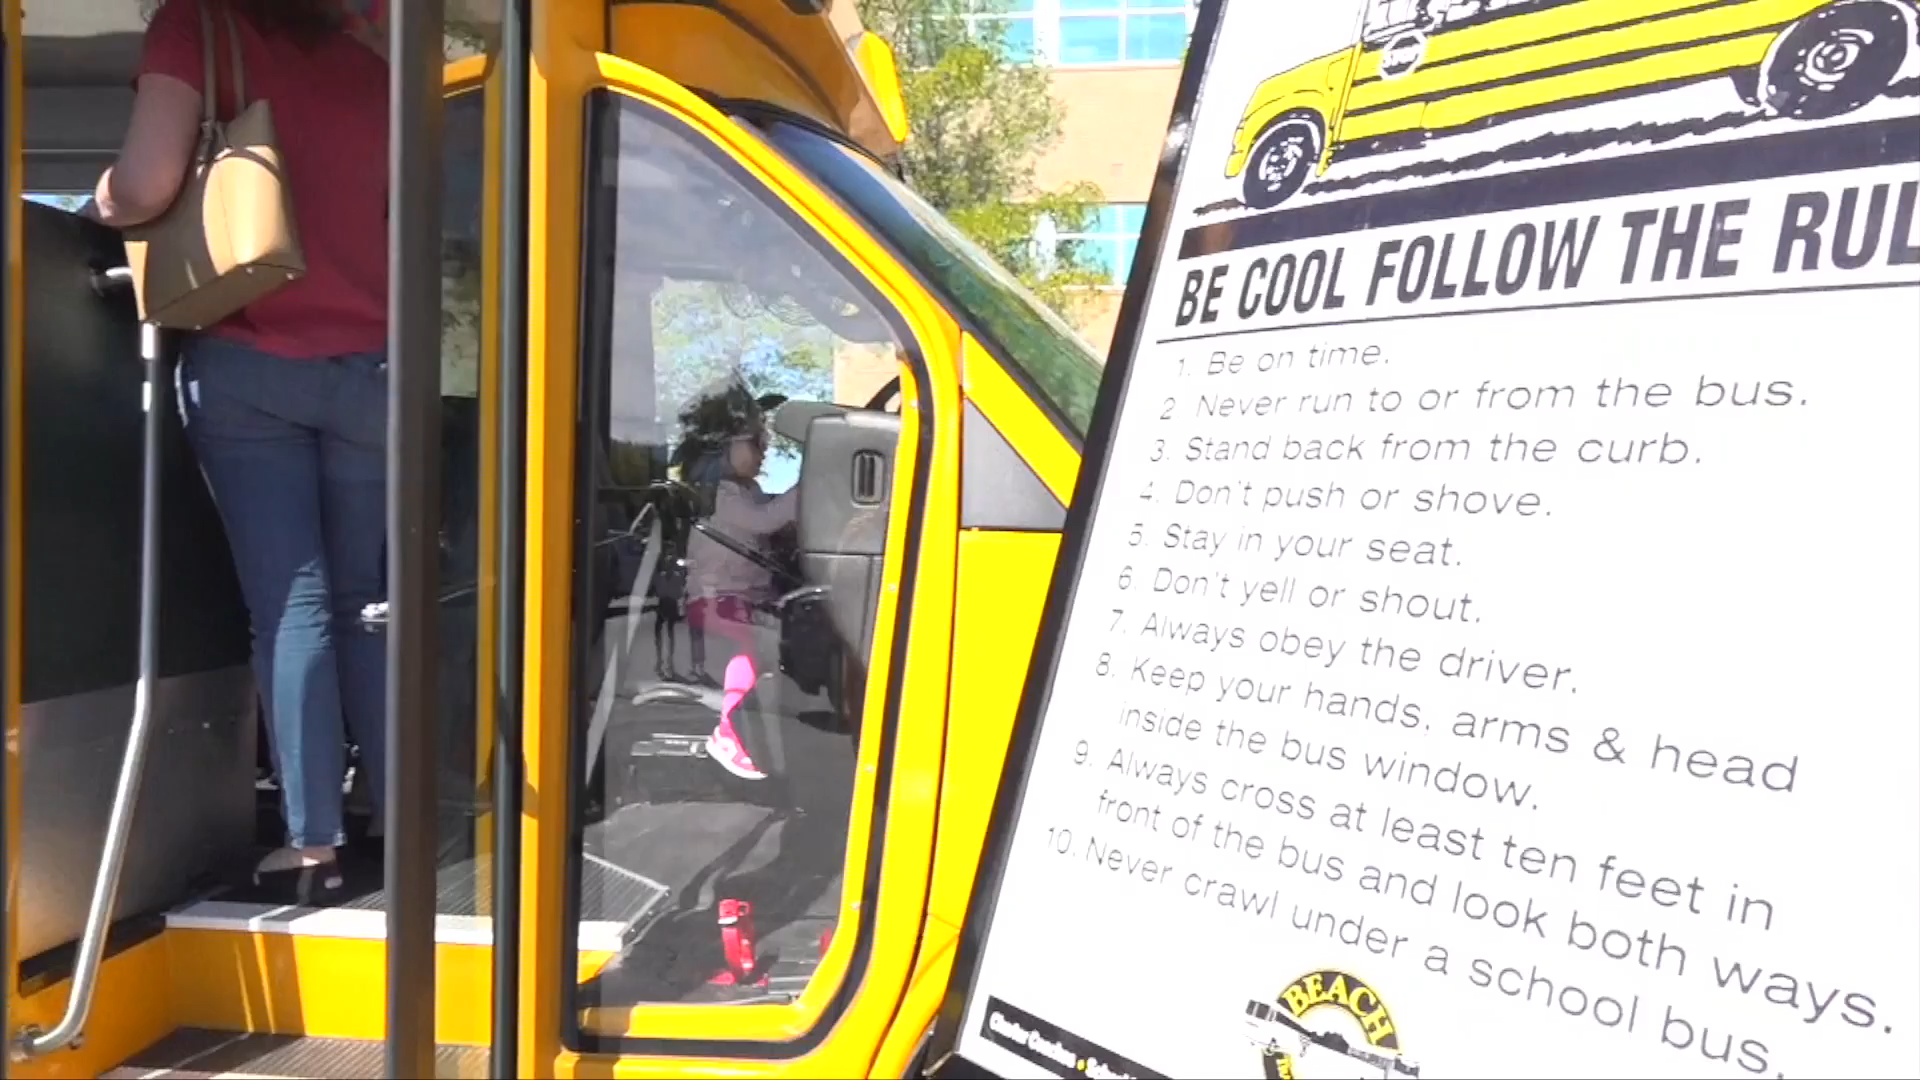 STOP
BE COOL FOLLOW THE RUL
1. Be on time.
2 Never run to or from the bus.
3. Stand back from the curb.
4. Don't push or shove.
5. Stay in your seat.
6. Don't yell or shout.
7. Always obey the driver.
8. Keep your hands, arms & head
inside the bus window.
9. Always cross at least ten feet in
front of the bus and look both ways.
10. Never crawl under a school bus.
BEACH
Charter Coaches • School